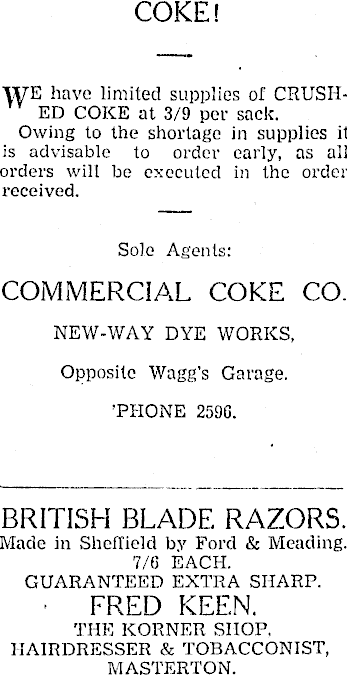 COKE!
WE have limited supplies of CRUSH-
ED COKE at 3/9 per sack.
Owing to the shortage in supplies it
is advisable to order early, as all
orders will be executed in the order
received.
Sole Agents:
COMMERCIAL COKE CO.
NEW-WAY DYE WORKS,
Opposite Wagg's Garage.
'PHONE 2596.
BRITISH BLADE RAZORS.
Made in Sheffield by Ford & Meading.
7/6 EACH.
GUARANTEED EXTRA SHARP.
FRED KEEN.
THE KORNER SHOP.
HAIRDRESSER & TOBACCONIST,
MASTERTON.